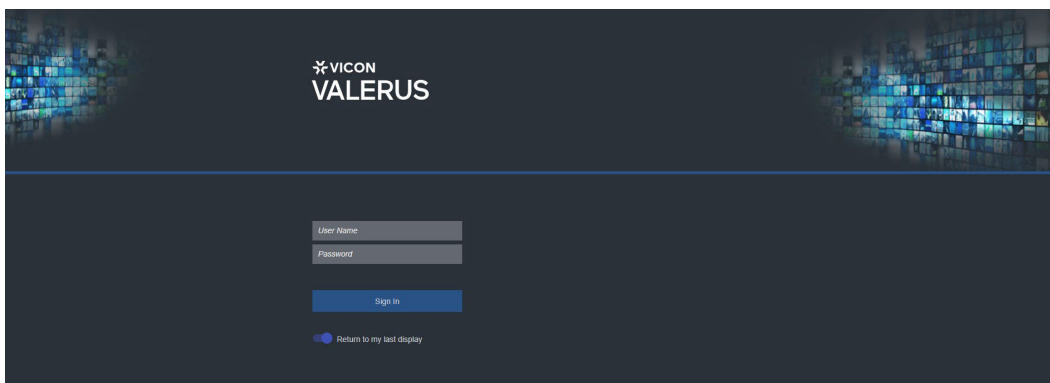 VICON
VALERUS
User Name
Password
Sign In
Return to my last display